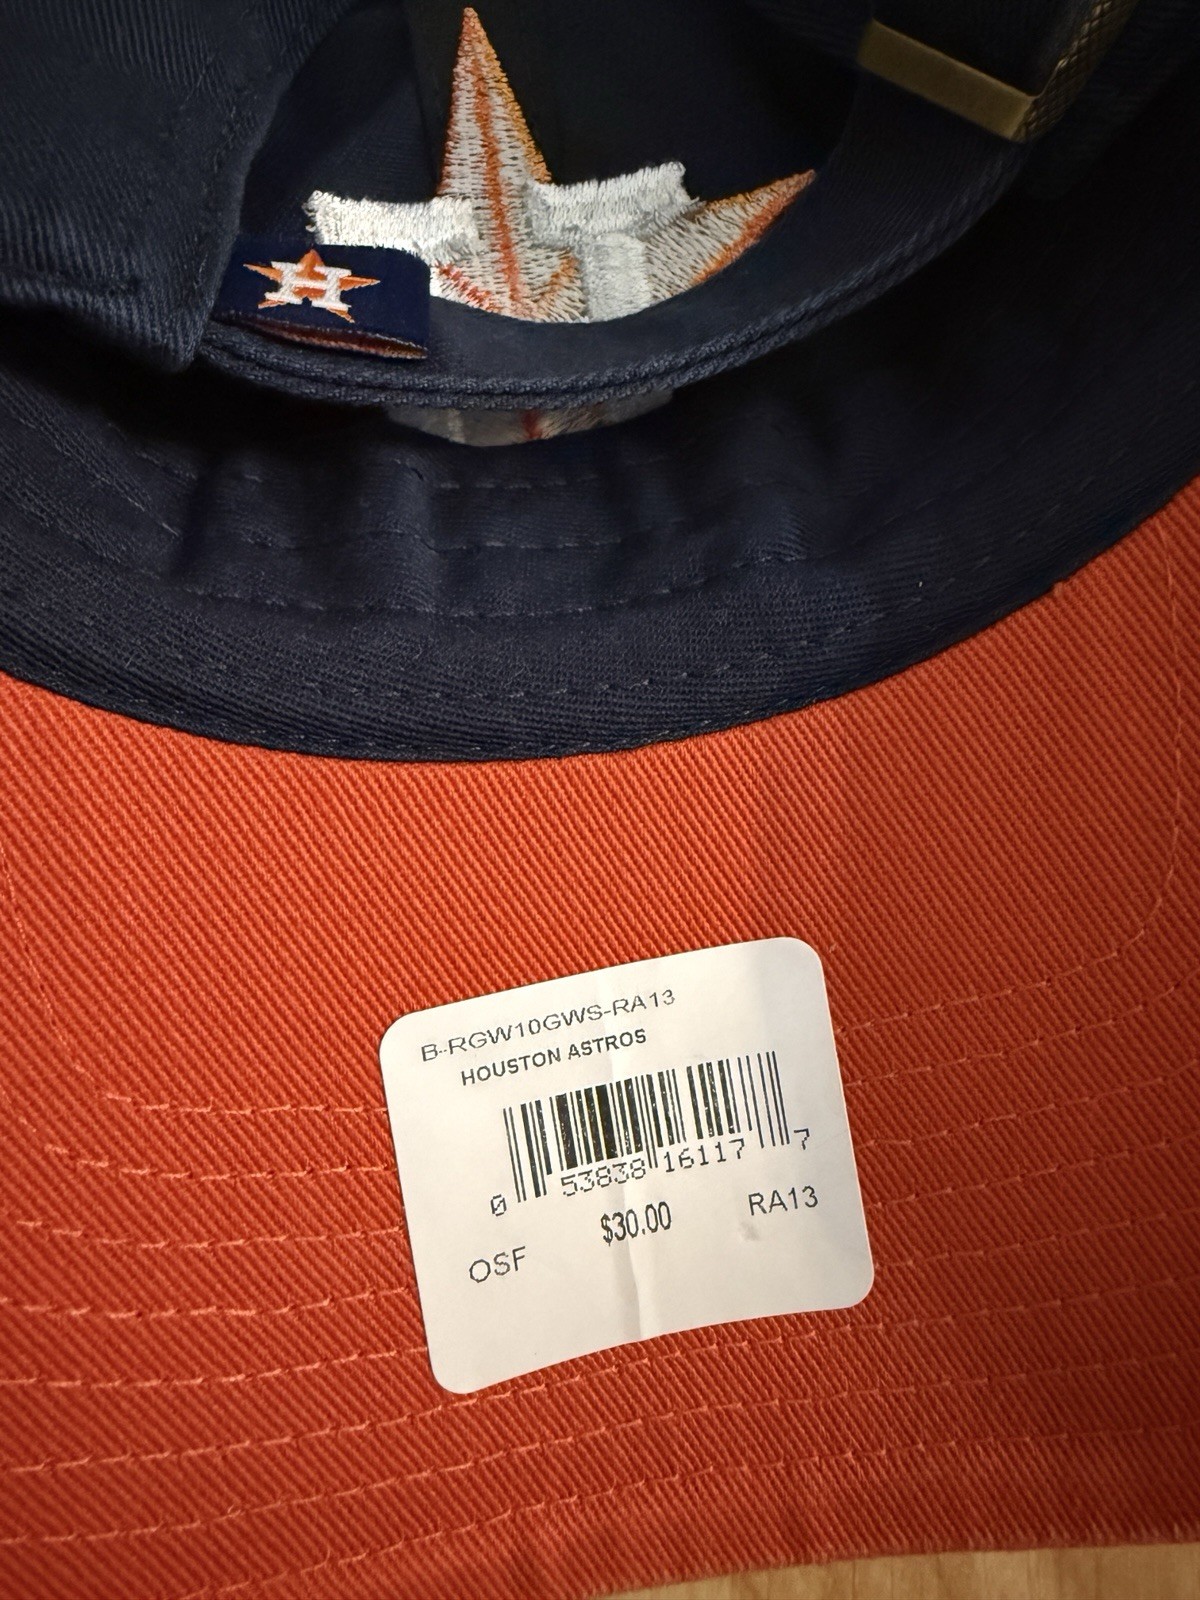 H
B-RGW10GWS-RA13
HOUSTON ASTROS
0 53838 16117 7
$30.00 RA13
OSF